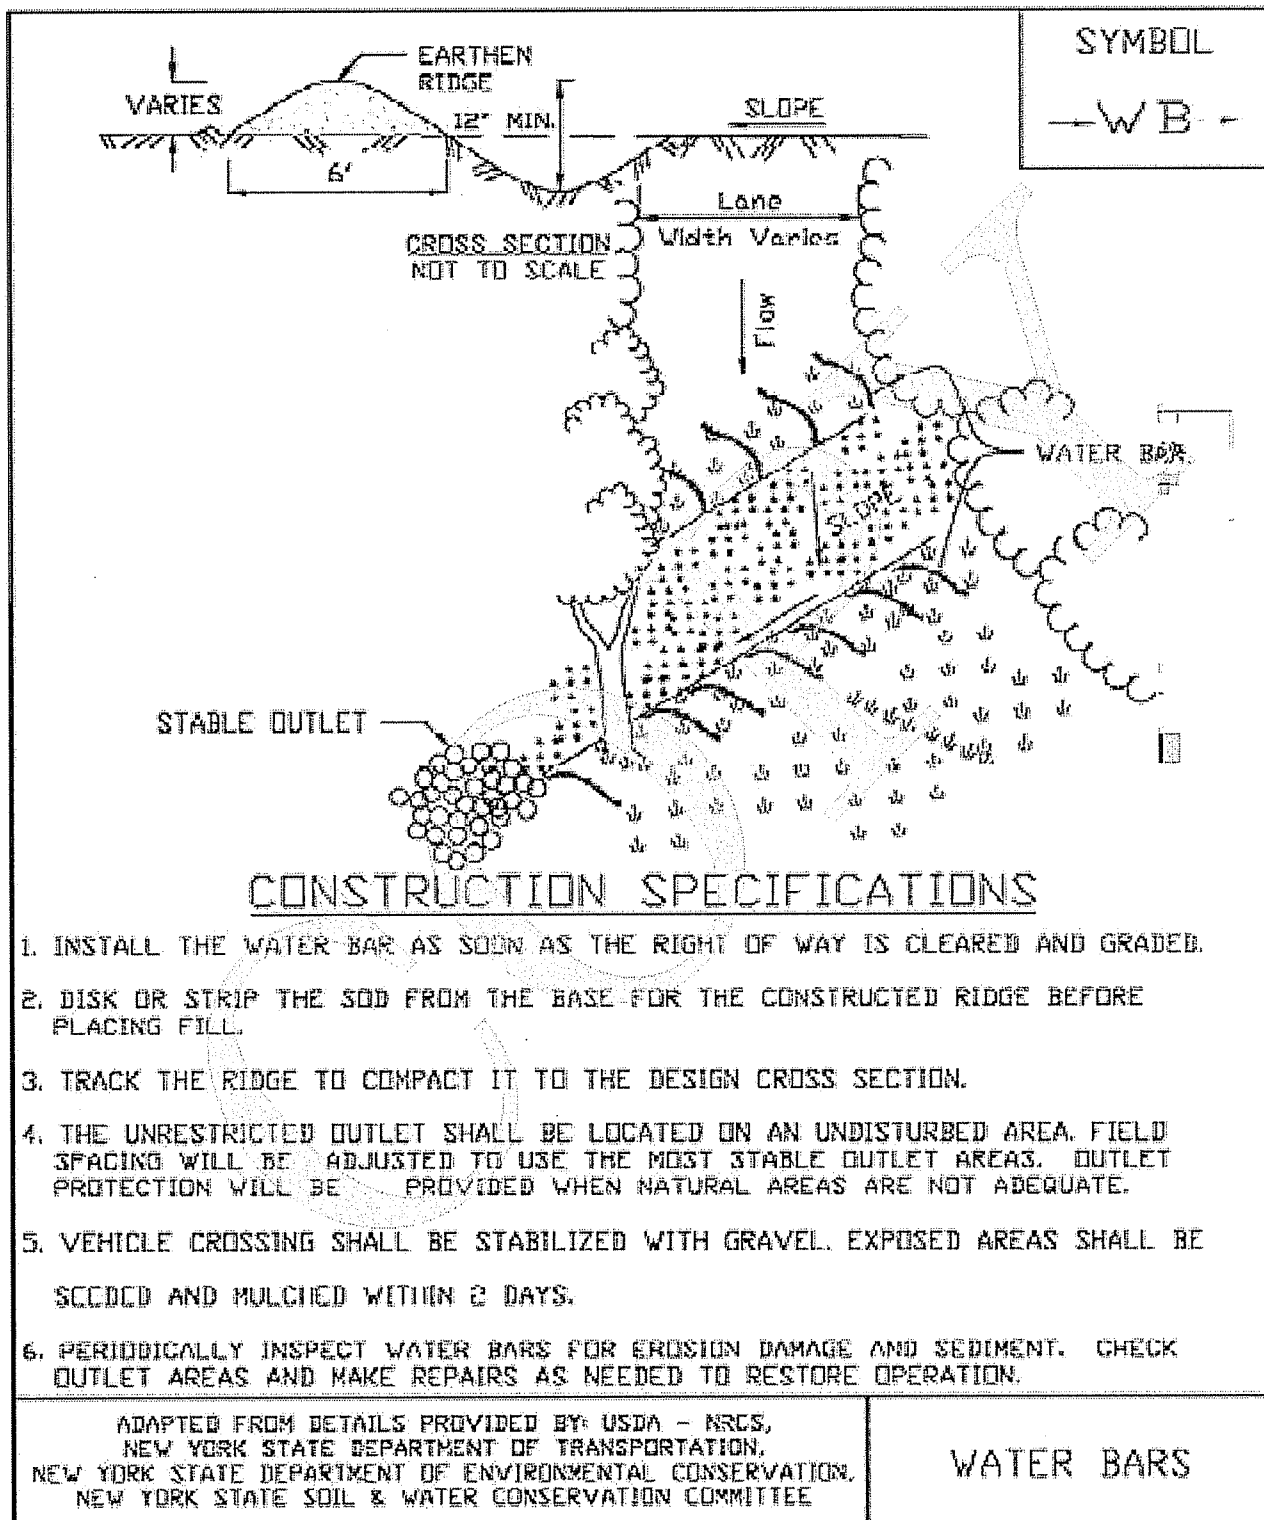 SYMBOL
WB
EARTHEN
RIDGE
VARIES
12" MIN.
SLOPE
6'
Lane
Width Varies
CROSS SECTION
NOT TO SCALE
Flow
WATER BAR.
SLOPE
STABLE OUTLET
CONSTRUCTION SPECIFICATIONS
1. INSTALL THE WATER BAR AS SOON AS THE RIGHT OF WAY IS CLEARED AND GRADED.
2. DISK OR STRIP THE SOD FROM THE BASE FOR THE CONSTRUCTED RIDGE BEFORE
PLACING FILL.
3. TRACK THE RIDGE TO COMPACT IT TO THE DESIGN CROSS SECTION.
4. THE UNRESTRICTED OUTLET SHALL BE LOCATED ON AN UNDISTURBED AREA. FIELD
SPACING WILL BE ADJUSTED TO USE THE MOST STABLE OUTLET AREAS. OUTLET
PROTECTION WILL BE PROVIDED WHEN NATURAL AREAS ARE NOT ADEQUATE.
5. VEHICLE CROSSING SHALL BE STABILIZED WITH GRAVEL. EXPOSED AREAS SHALL BE
SEEDED AND MULCHED WITHIN 2 DAYS.
6. PERIODICALLY INSPECT WATER BARS FOR EROSION DAMAGE AND SEDIMENT. CHECK
OUTLET AREAS AND MAKE REPAIRS AS NEEDED TO RESTORE OPERATION.
ADAPTED FROM DETAILS PROVIDED BY: USDA - NRCS,
NEW YORK STATE DEPARTMENT OF TRANSPORTATION,
NEW YORK STATE DEPARTMENT OF ENVIRONMENTAL CONSERVATION,
NEW YORK STATE SOIL & WATER CONSERVATION COMMITTEE
WATER BARS